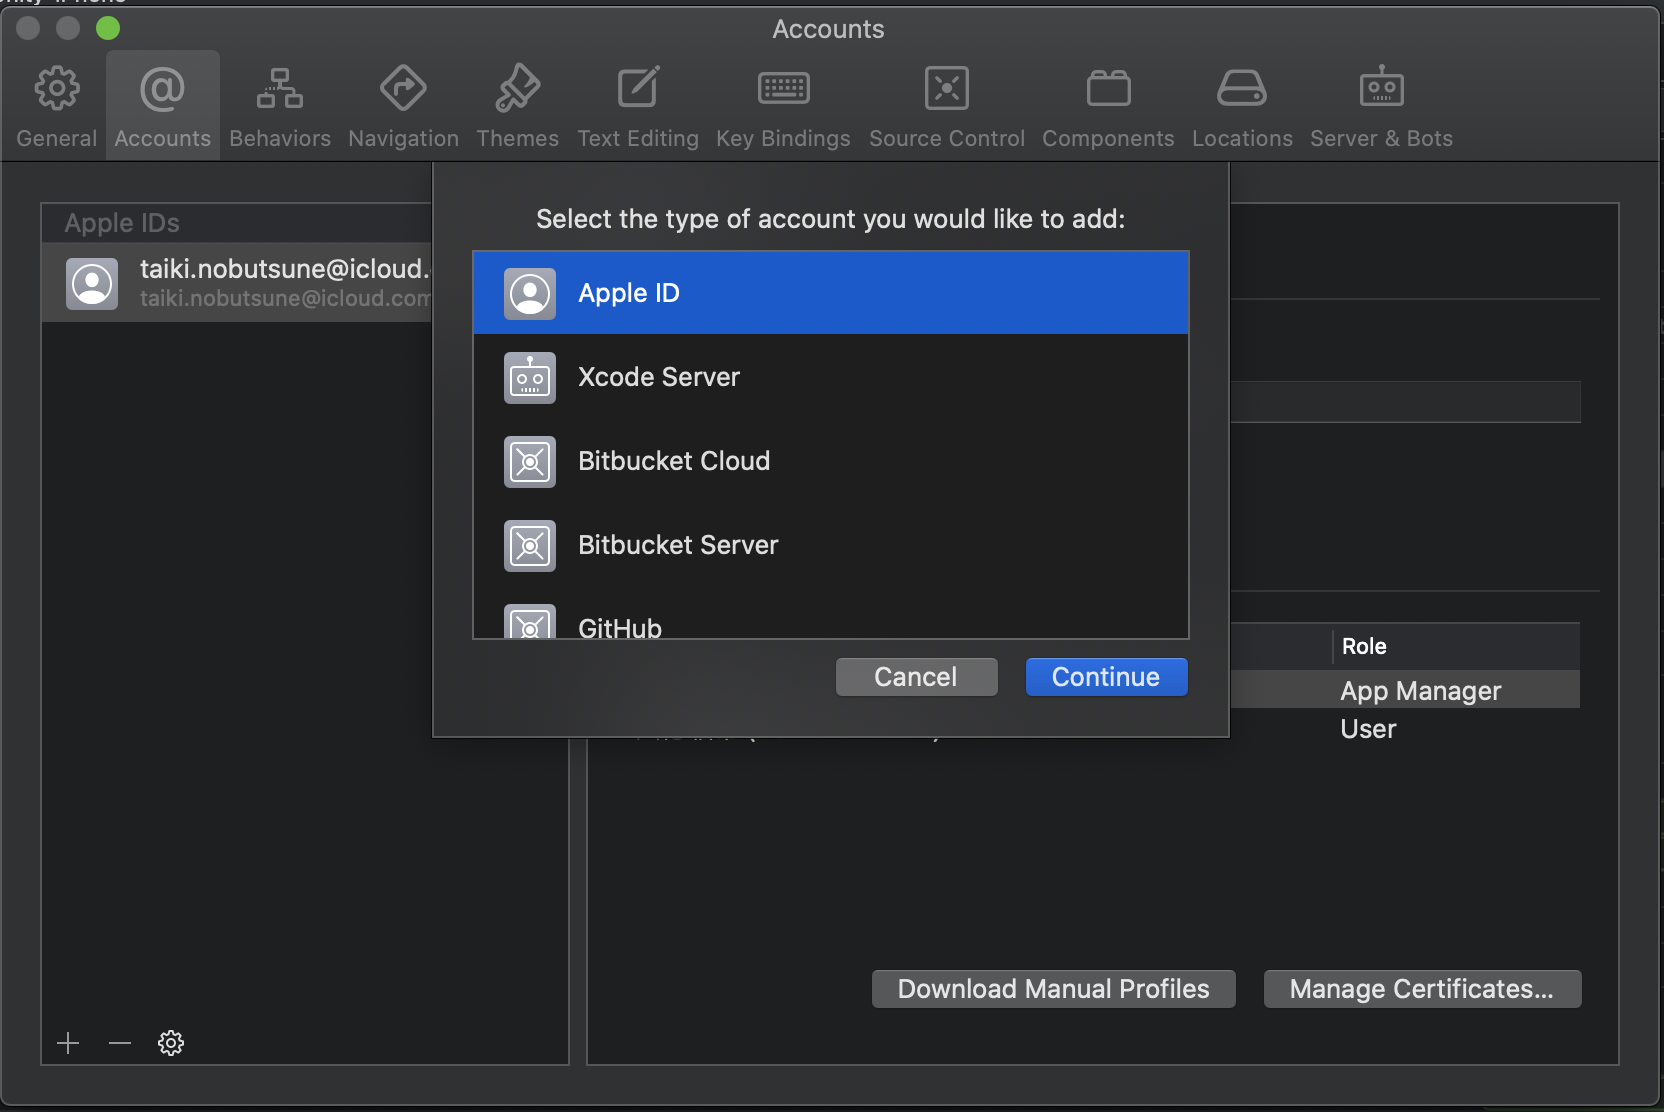 Accounts
General
Accounts
Behaviors
Navigation
Themes
Text Editing
Key Bindings
Source Control
Components
Locations
Server & Bots
Apple IDs
taiki.nobutsune@icloud.
taiki.nobutsune@icloud.com
Select the type of account you would like to add:
Apple ID
Xcode Server
Bitbucket Cloud
Bitbucket Server
GitHub
Cancel
Continue
Role
App Manager
User
Download Manual Profiles
Manage Certificates...